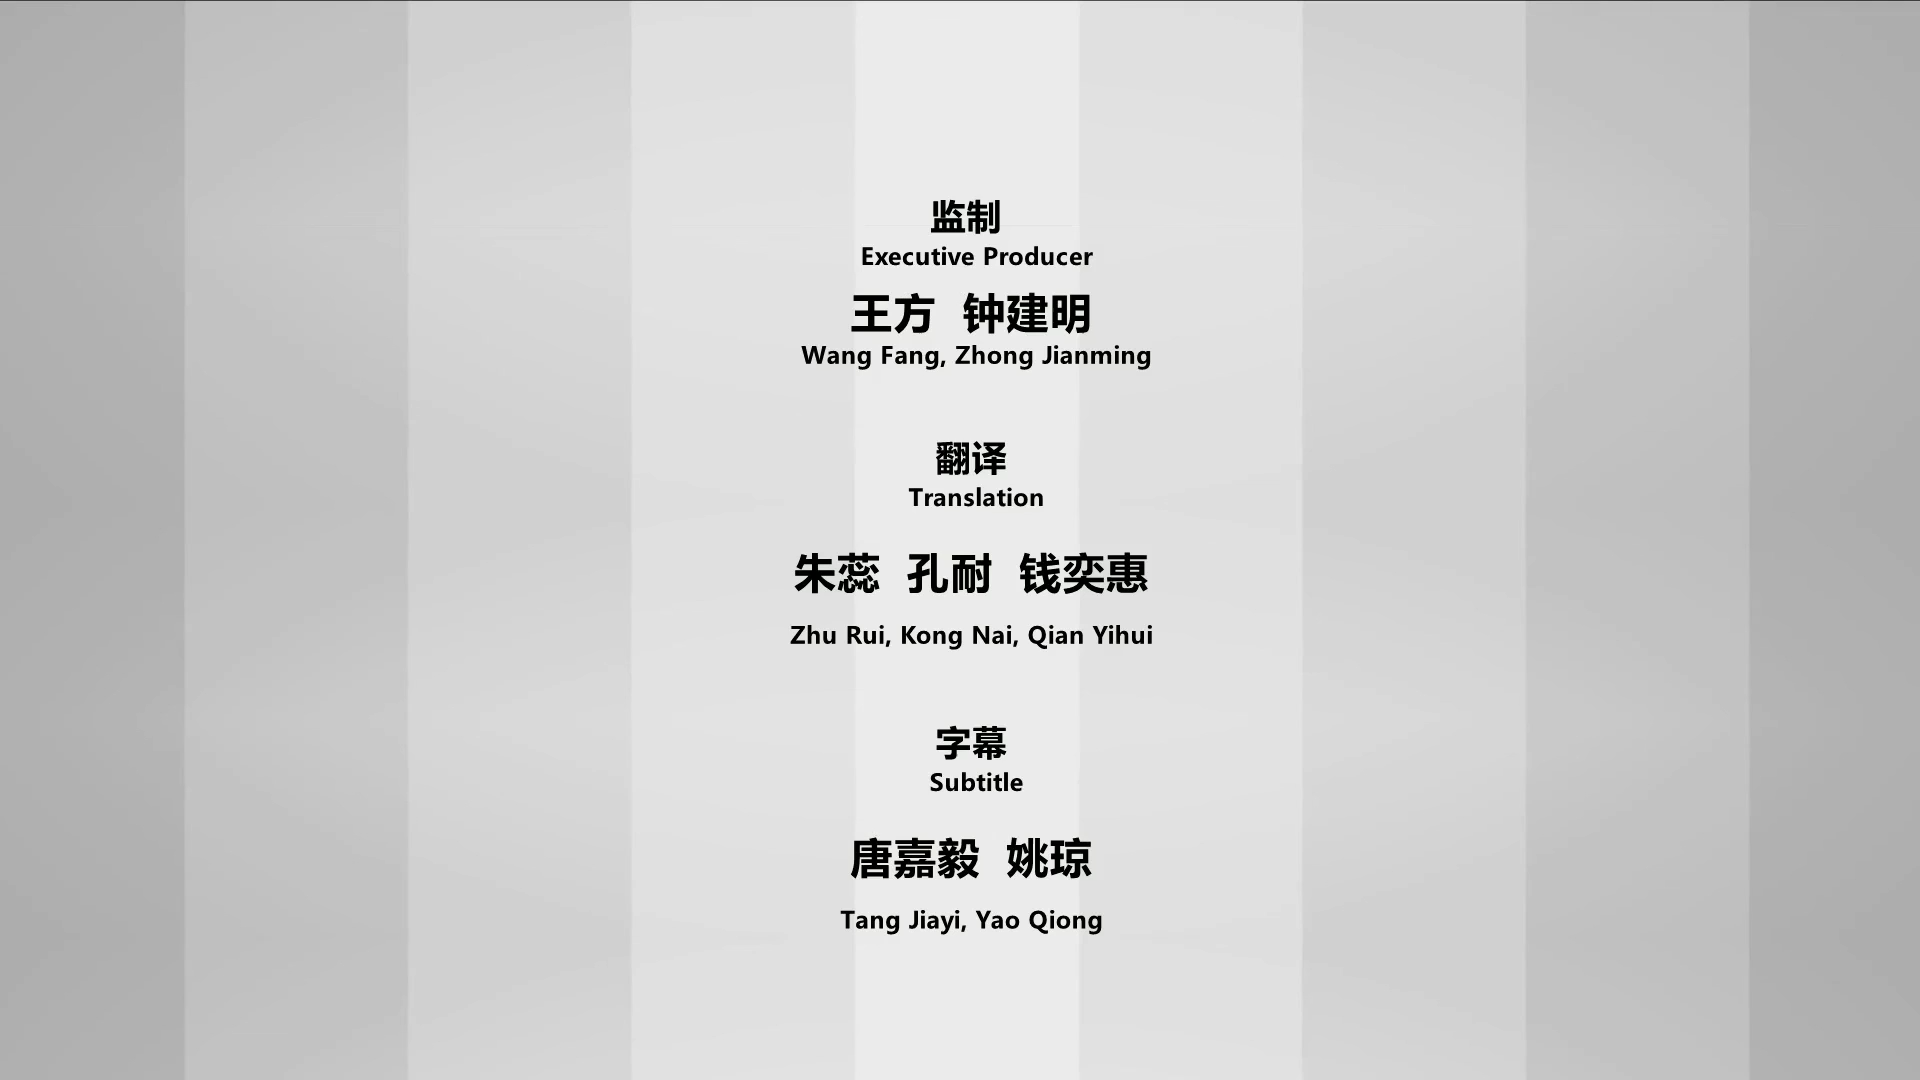 监制
Executive Producer
王方 钟建明
Wang Fang, Zhong Jianming
翻译
Translation
朱蕊 孔耐 钱奕惠
Zhu Rui, Kong Nai, Qian Yihui
字幕
Subtitle
唐嘉毅 姚琼
Tang Jiayi, Yao Qiong